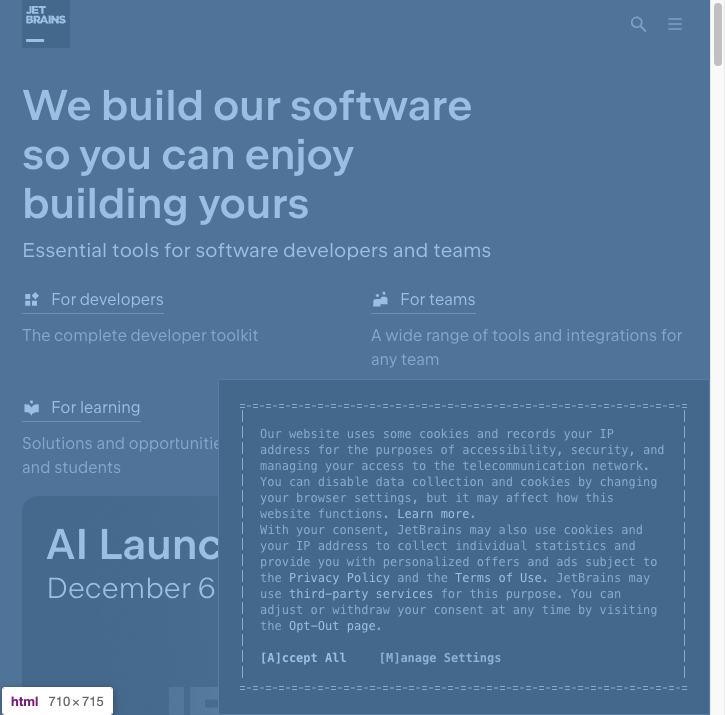 JET
BRAINS
We build our software
so you can enjoy
building yours
Essential tools for software developers and teams
For developers
The complete developer toolkit
For teams
A wide range of tools and integrations for
any team
For learning
Solutions and opportunitie
and students
AI Launc
December 6
Our website uses some cookies and records your IP
address for the purposes of accessibility, security, and
managing your access to the telecommunication network.
You can disable data collection and cookies by changing
your browser settings, but it may affect how this
website functions. Learn more.
With your consent, JetBrains may also use cookies and
your IP address to collect individual statistics and
provide you with personalized offers and ads subject to
the Privacy Policy and the Terms of Use. JetBrains may
use third-party services for this purpose. You can
adjust or withdraw your consent at any time by visiting
the Opt-Out page.
[A]ccept All [M]anage Settings
html 710×715